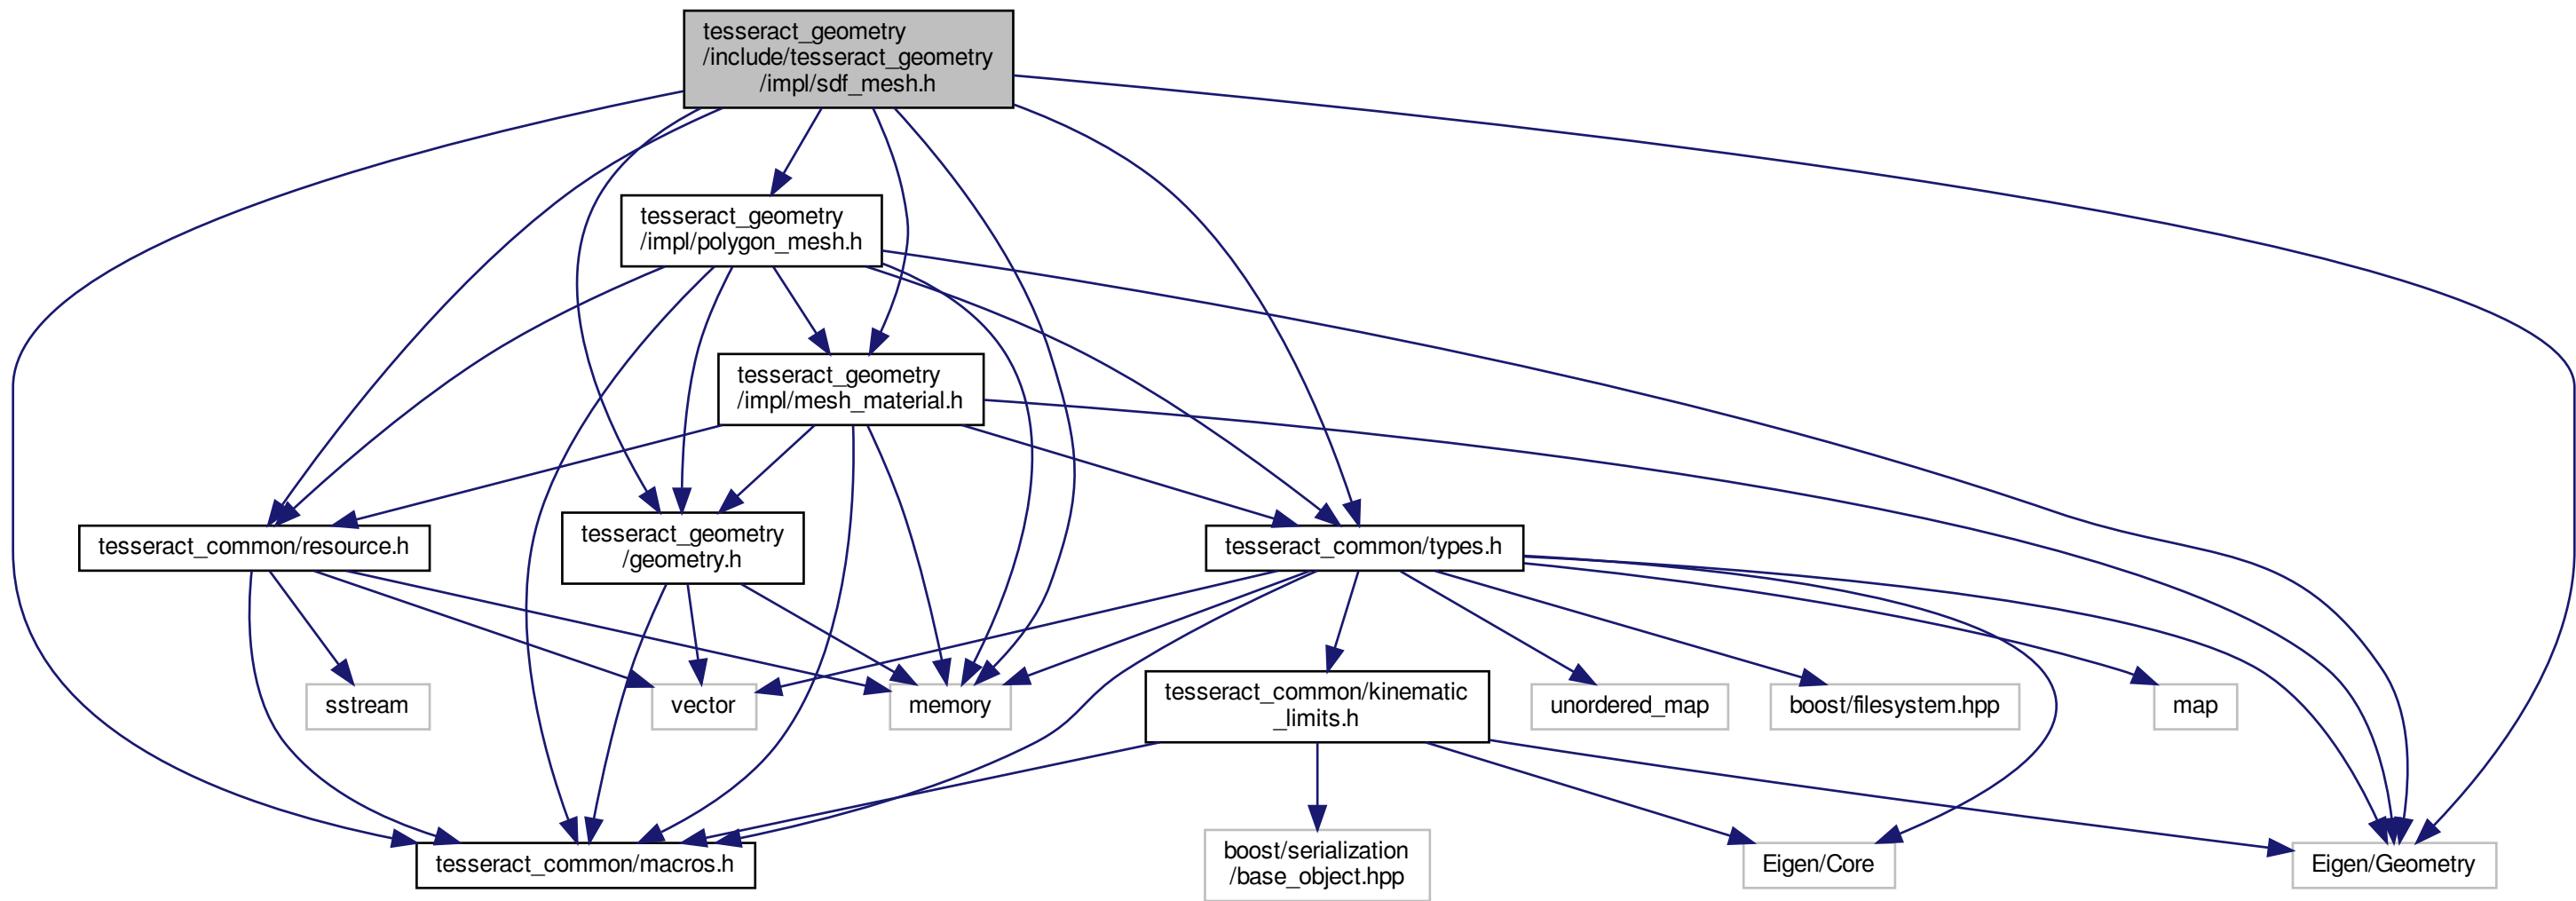 tesseract_geometry
/include/tesseract_geometry
/impl/sdf_mesh.h
tesseract_geometry
/impl/polygon_mesh.h
tesseract_geometry
/impl/mesh_material.h
tesseract_common/resource.h
tesseract_geometry
/geometry.h
tesseract_common/types.h
sstream
vector
memory
tesseract_common/kinematic
_limits.h
unordered_map
boost/filesystem.hpp
map
tesseract_common/macros.h
boost/serialization
/base_object.hpp
Eigen/Core
Eigen/Geometry